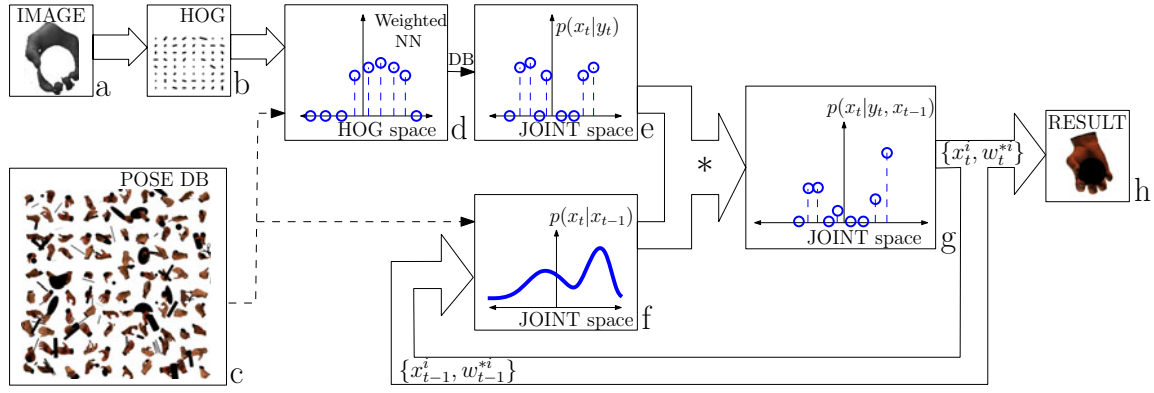 IMAGE
a
HOG
b
Weighted
NN
HOG space
d
DB
p(x_t|y_t)
JOINT space
e
POSE DB
c
p(x_t|x_{t-1})
JOINT space
f
*
p(x_t|y_t, x_{t-1})
JOINT space
g
{x_t^i, w_t^{*i}}
{x_{t-1}^i, w_{t-1}^{*i}}
RESULT
h